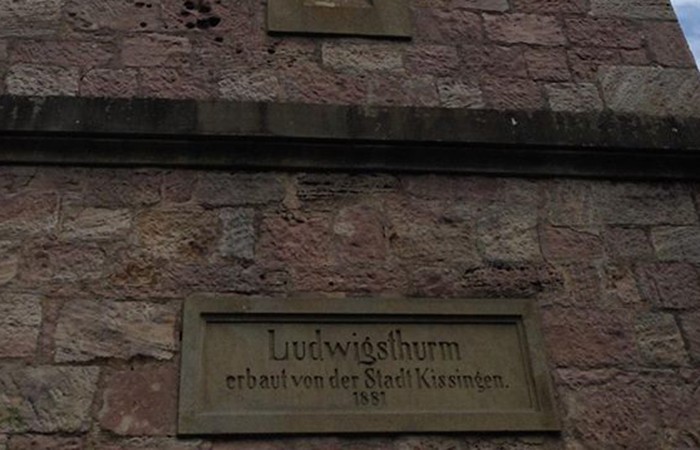 Ludwigsthurm
erbaut von der Stadt Kissingen.
1881